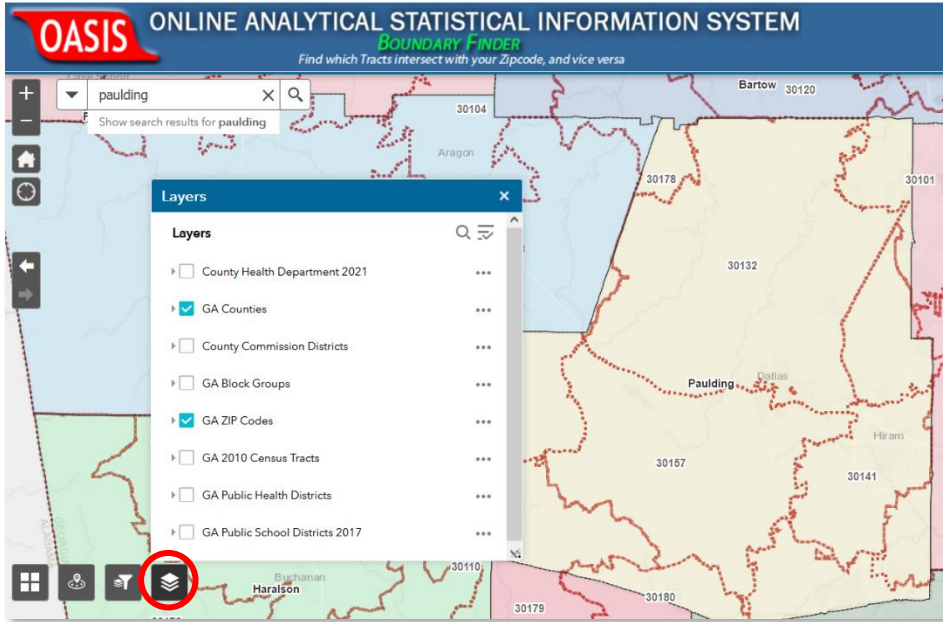 OASIS
ONLINE ANALYTICAL STATISTICAL INFORMATION SYSTEM
BOUNDARY FINDER
Find which Tracts intersect with your Zipcode, and vice versa
paulding
Show search results for paulding
Bartow
30120
30104
Aragon
30178
30101
Layers
Layers
County Health Department 2021
GA Counties
County Commission Districts
GA Block Groups
GA ZIP Codes
GA 2010 Census Tracts
GA Public Health Districts
GA Public School Districts 2017
30132
Dallas
Paulding
Hiram
30157
30141
GEORGIA
ALABAMA
Buchanan
Haralson
30110
30179
30180